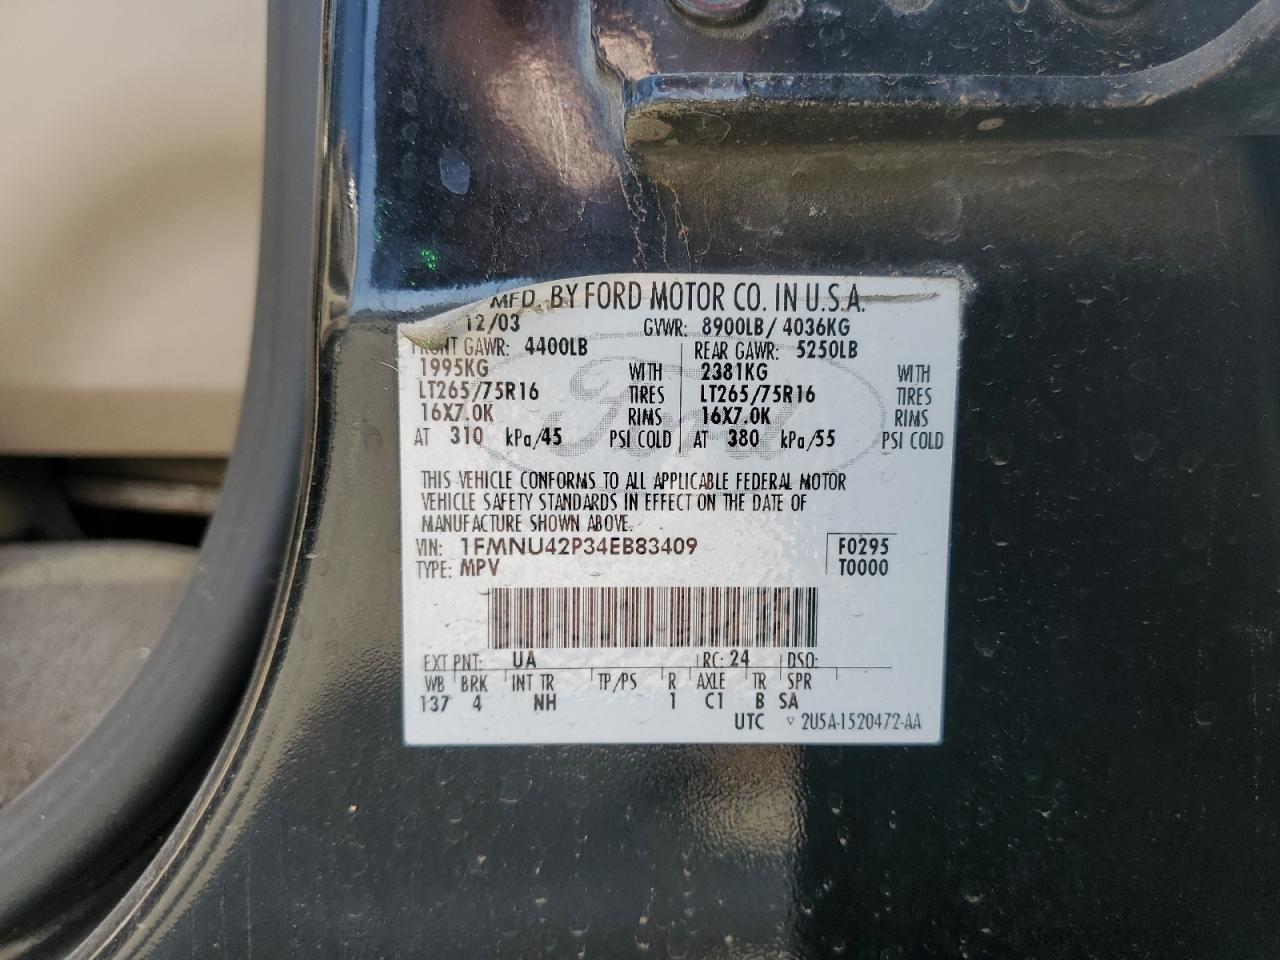 MFD. BY FORD MOTOR CO. IN U.S.A.
12/03 GVWR: 8900LB/ 4036KG
FRONT GAWR: 4400LB REAR GAWR: 5250LB
1995KG WITH 2381KG WITH
LT265/75R16 TIRES LT265/75R16 TIRES
16X7.0K RIMS 16X7.0K RIMS
AT 310 kPa/45 PSI COLD AT 380 kPa/55 PSI COLD
Ford
THIS VEHICLE CONFORMS TO ALL APPLICABLE FEDERAL MOTOR
VEHICLE SAFETY STANDARDS IN EFFECT ON THE DATE OF
MANUFACTURE SHOWN ABOVE.
VIN: 1FMNU42P34EB83409 F0295
TYPE: MPV T0000
EXT PNT: UA RC: 24 DSO:
WB BRK INT TR TP/PS R AXLE TR SPR
137 4 NH 1 C1 B SA
UTC ▽ 2U5A-1520472-AA